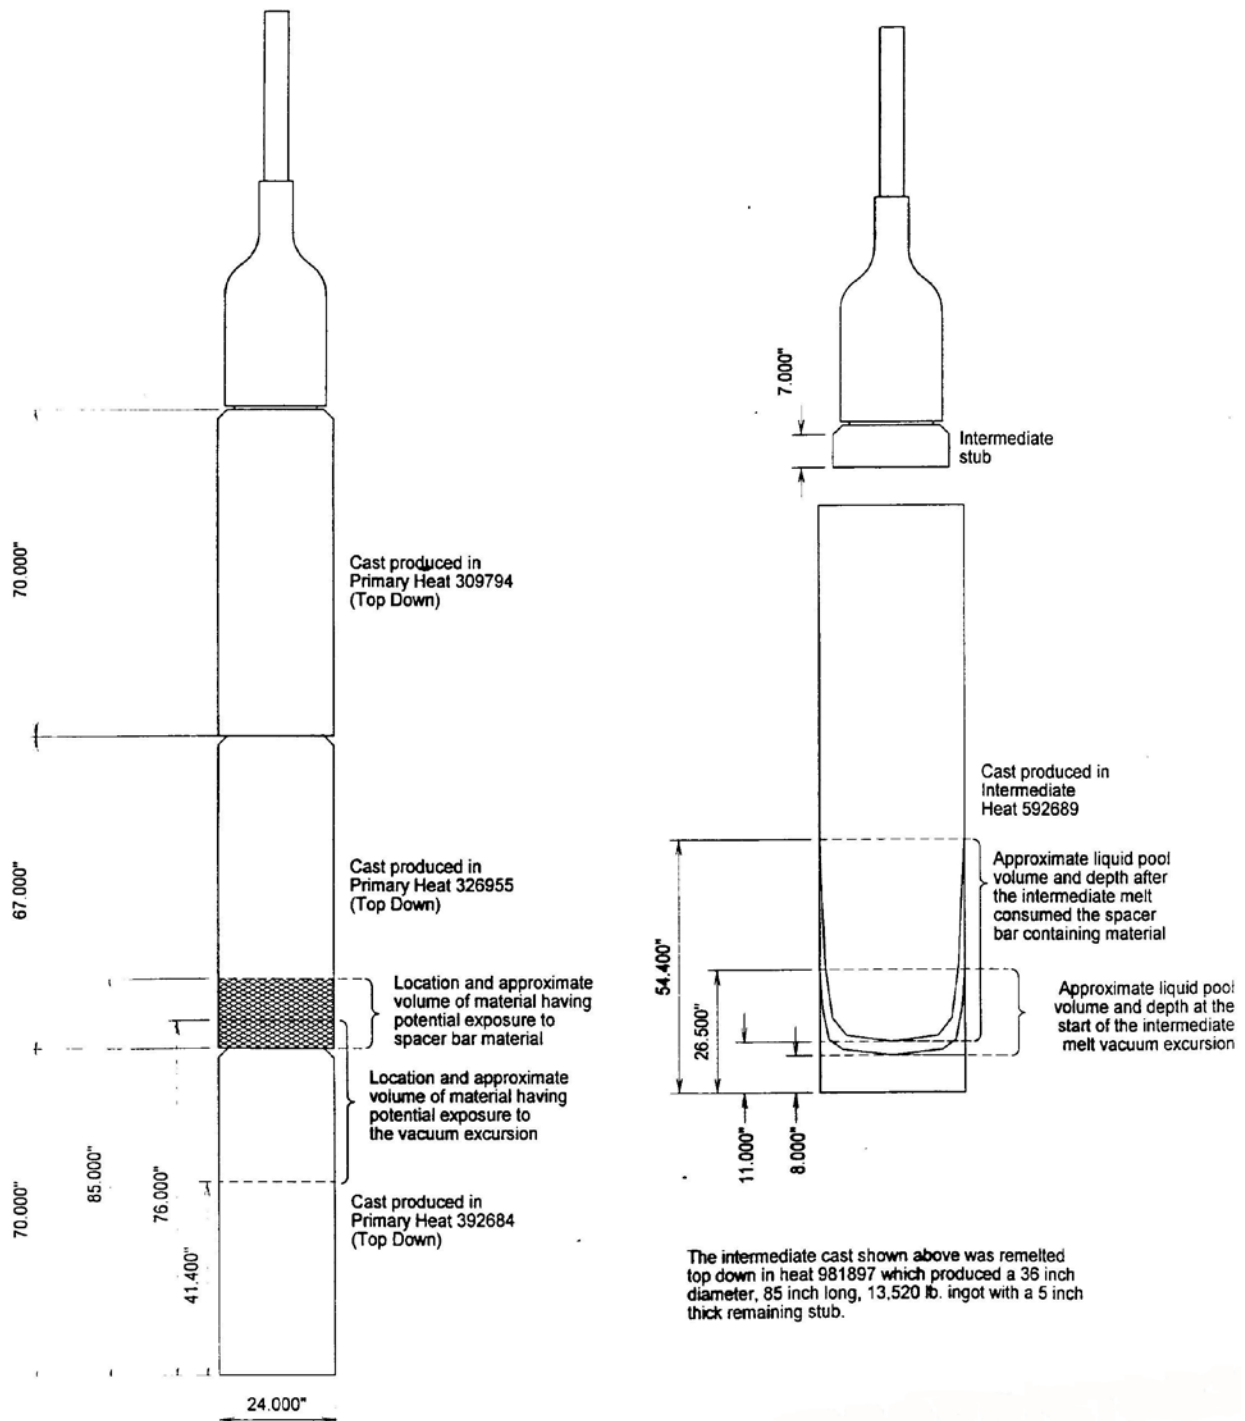 7.000"
Intermediate
stub
70.000"
Cast produced in
Primary Heat 309794
(Top Down)
67.000"
Cast produced in
Primary Heat 326955
(Top Down)
Location and approximate
volume of material having
potential exposure to
spacer bar material
Location and approximate
volume of material having
potential exposure to
the vacuum excursion
70.000"
85.000"
76.000"
41.400"
Cast produced in
Primary Heat 392684
(Top Down)
24.000"
Cast produced in
Intermediate
Heat 592689
Approximate liquid pool
volume and depth after
the intermediate melt
consumed the spacer
bar containing material
54.400"
26.500"
Approximate liquid pool
volume and depth at the
start of the intermediate
melt vacuum excursion
11.000"
8.000"
The intermediate cast shown above was remelted
top down in heat 981897 which produced a 36 inch
diameter, 85 inch long, 13,520 lb. ingot with a 5 inch
thick remaining stub.